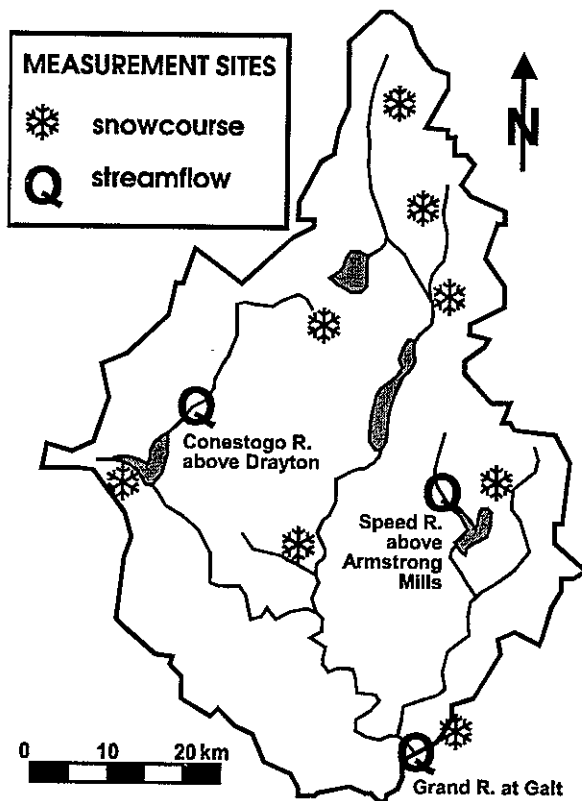 MEASUREMENT SITES
snowcourse
Q streamflow
N
Q
Conestogo R.
above Drayton
Q
Speed R.
above
Armstrong
Mills
0 10 20 km
Q
Grand R. at Galt